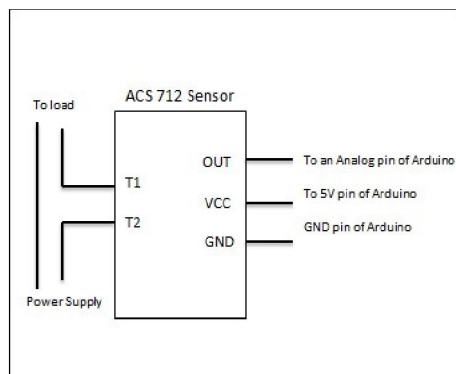 ACS 712 Sensor
To load
T1
T2
Power Supply
OUT
VCC
GND
To an Analog pin of Arduino
To 5V pin of Arduino
GND pin of Arduino